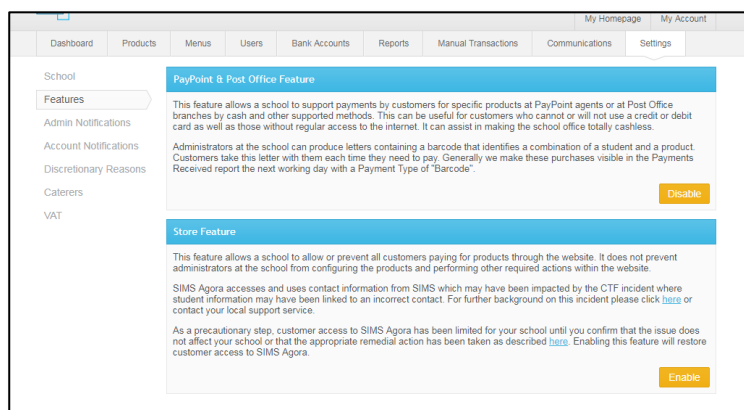 My Homepage My Account
Dashboard Products Menus Users Bank Accounts Reports Manual Transactions Communications Settings
School
Features
Admin Notifications
Account Notifications
Discretionary Reasons
Caterers
VAT
PayPoint & Post Office Feature
This feature allows a school to support payments by customers for specific products at PayPoint agents or at Post Office
branches by cash and other supported methods. This can be useful for customers who cannot or will not use a credit or debit
card as well as those without regular access to the internet. It can assist in making the school office totally cashless.
Administrators at the school can produce letters containing a barcode that identifies a combination of a student and a product.
Customers take this letter with them each time they need to pay. Generally we make these purchases visible in the Payments
Received report the next working day with a Payment Type of "Barcode".
Disable
Store Feature
This feature allows a school to allow or prevent all customers paying for products through the website. It does not prevent
administrators at the school from configuring the products and performing other required actions within the website.
SIMS Agora accesses and uses contact information from SIMS which may have been impacted by the CTF incident where
student information may have been linked to an incorrect contact. For further background on this incident please click here or
contact your local support service.
As a precautionary step, customer access to SIMS Agora has been limited for your school until you confirm that the issue does
not affect your school or that the appropriate remedial action has been taken as described here. Enabling this feature will restore
customer access to SIMS Agora.
Enable